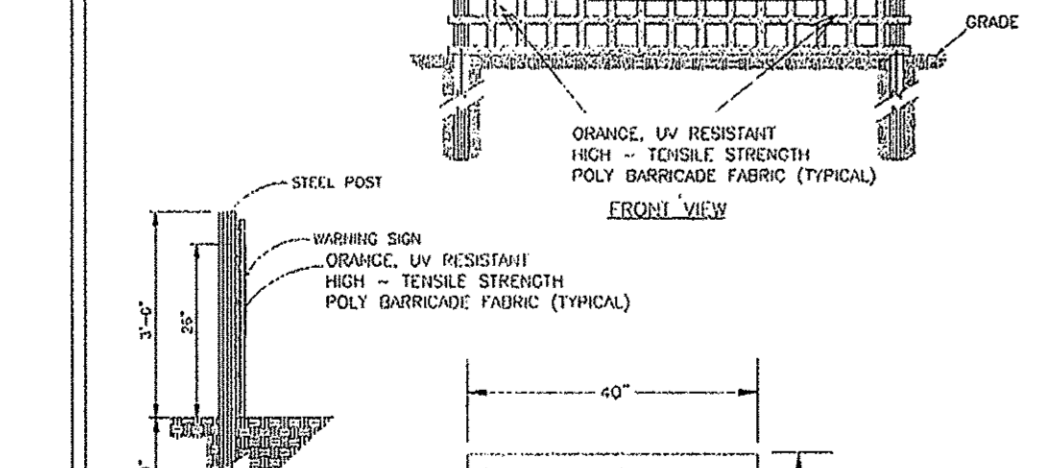 GRADE
ORANGE, UV RESISTANT
HIGH ~ TENSILE STRENGTH
POLY BARRICADE FABRIC (TYPICAL)
FRONT VIEW
STEEL POST
WARNING SIGN
ORANGE, UV RESISTANT
HIGH ~ TENSILE STRENGTH
POLY BARRICADE FABRIC (TYPICAL)
3'-0"
40"